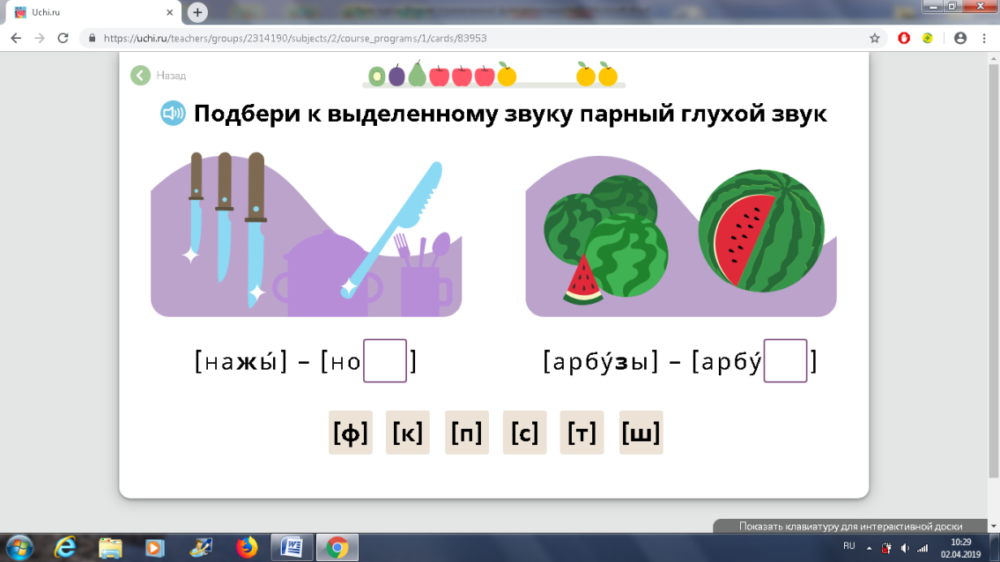 Uchi.ru
https://uchi.ru/teachers/groups/2314190/subjects/2/course_programs/1/cards/83953
Назад
Подбери к выделенному звуку парный глухой звук
[нажы́] – [но ]
[арбу́зы] – [арбу́ ]
[ф] [к] [п] [с] [т] [ш]
Показать клавиатуру для интерактивной доски
RU
10:29
02.04.2019